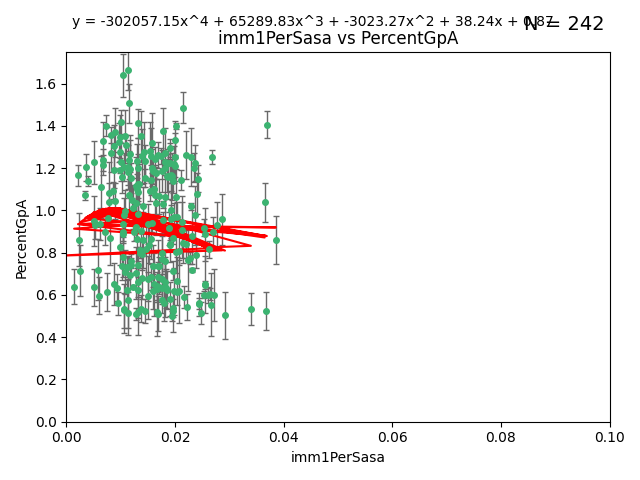 y = -302057.15x^4 + 65289.83x^3 + -3023.27x^2 + 38.24x + 0.87
N = 242
imm1PerSasa vs PercentGpA
1.6
1.4
1.2
1.0
0.8
0.6
0.4
0.2
0.0
PercentGpA
0.00 0.02 0.04 0.06 0.08 0.10
imm1PerSasa